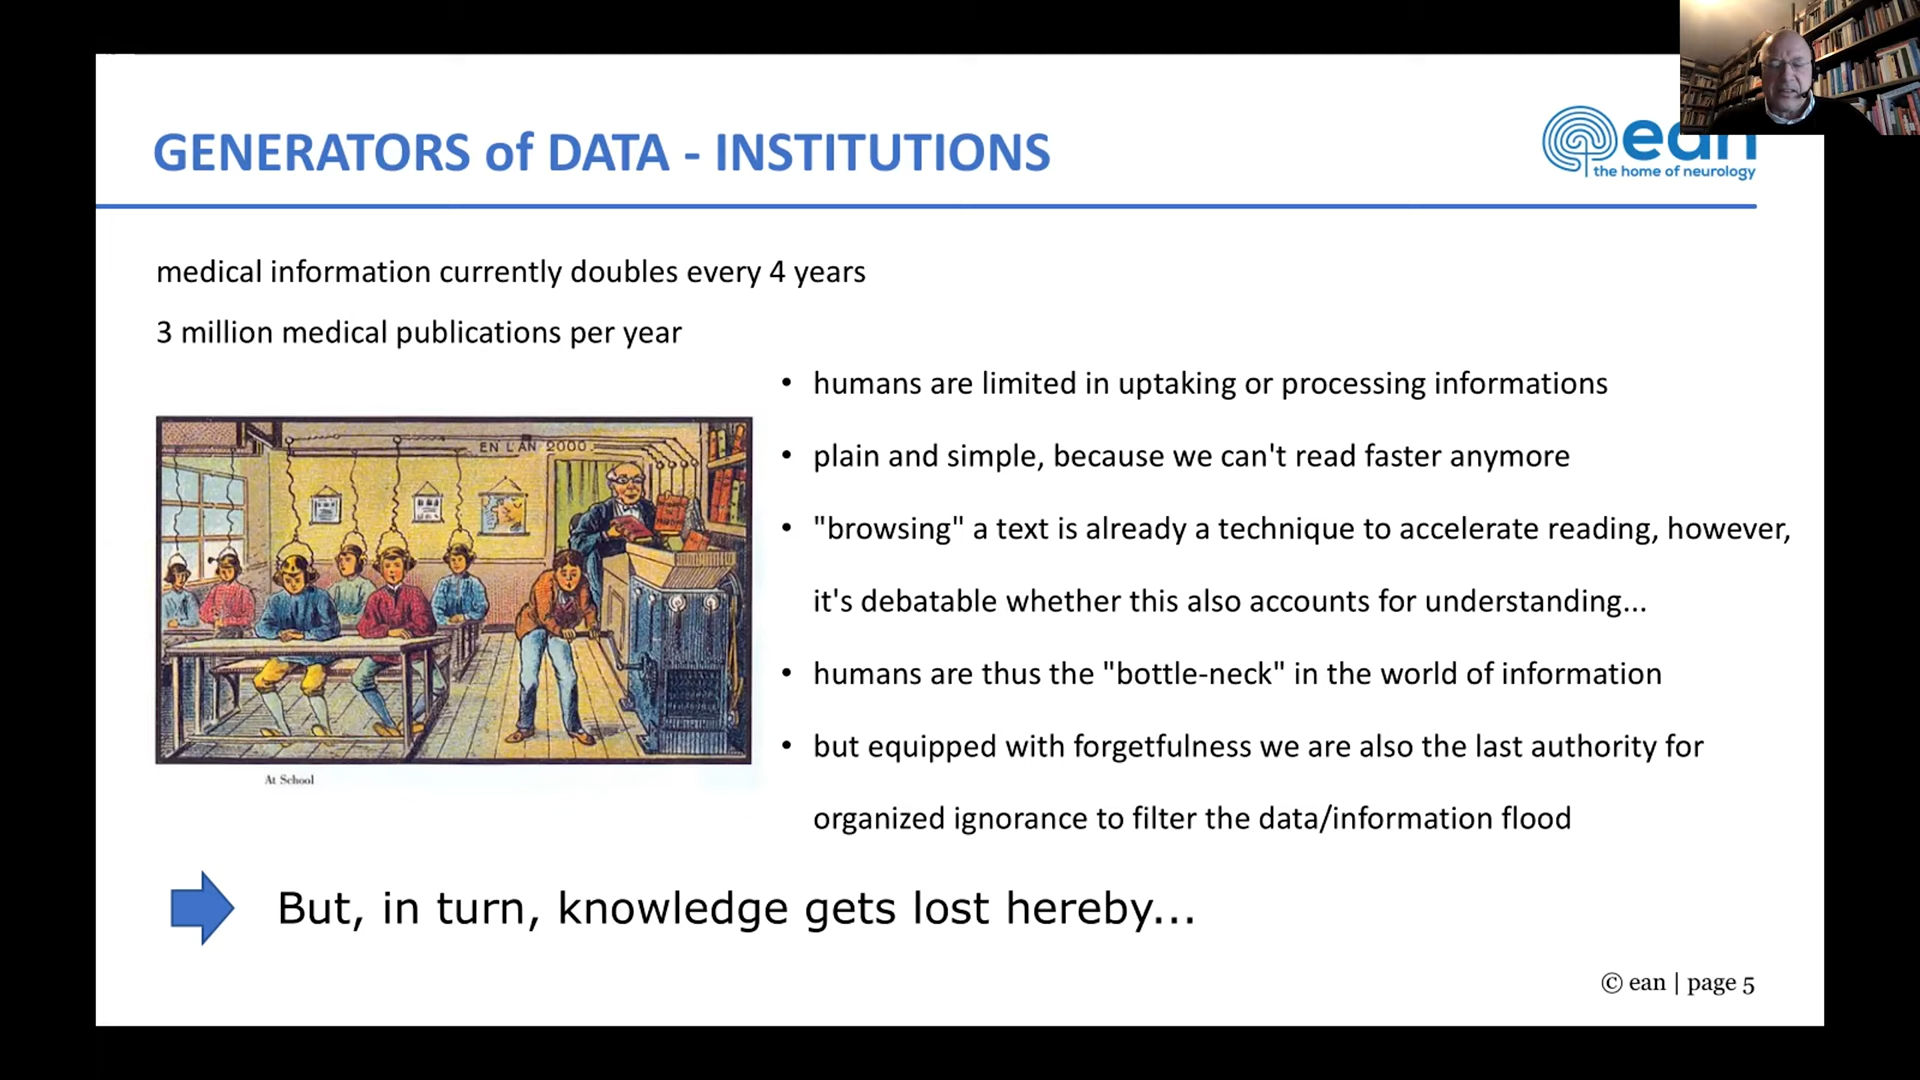 GENERATORS of DATA - INSTITUTIONS
ean
the home of neurology
medical information currently doubles every 4 years
3 million medical publications per year
EN L'AN 2000
At School
• humans are limited in uptaking or processing informations
• plain and simple, because we can't read faster anymore
• "browsing" a text is already a technique to accelerate reading, however,
it's debatable whether this also accounts for understanding...
• humans are thus the "bottle-neck" in the world of information
• but equipped with forgetfulness we are also the last authority for
organized ignorance to filter the data/information flood
But, in turn, knowledge gets lost hereby...
© ean | page 5